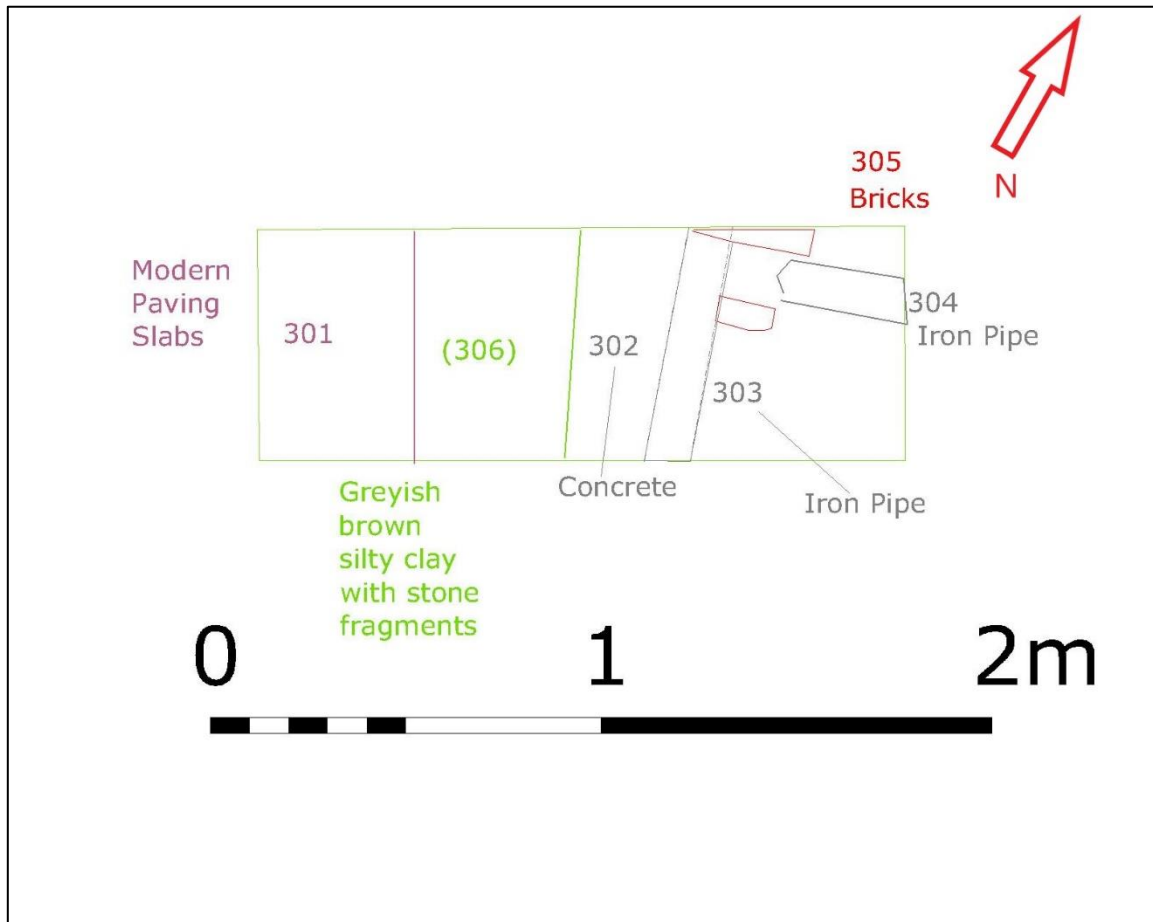 N
305
Bricks
Modern
Paving
Slabs
301
(306)
302
303
304
Iron Pipe
Greyish
brown
silty clay
with stone
fragments
Concrete
Iron Pipe
0 1 2m